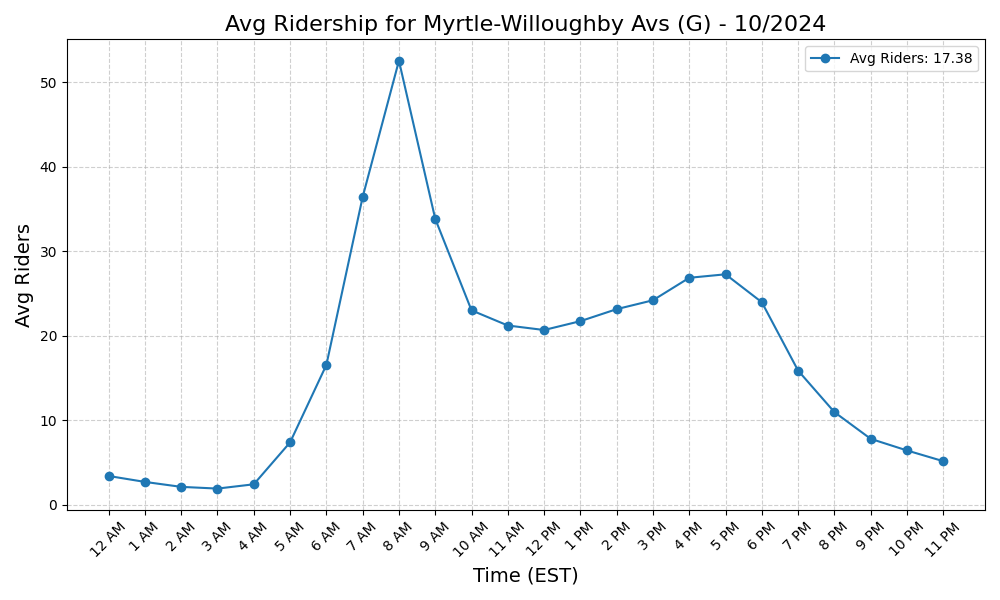 Avg Ridership for Myrtle-Willoughby Avs (G) - 10/2024
Avg Riders: 17.38
Avg Riders
50
40
30
20
10
0
12 AM
1 AM
2 AM
3 AM
4 AM
5 AM
6 AM
7 AM
8 AM
9 AM
10 AM
11 AM
12 PM
1 PM
2 PM
3 PM
4 PM
5 PM
6 PM
7 PM
8 PM
9 PM
10 PM
11 PM
Time (EST)